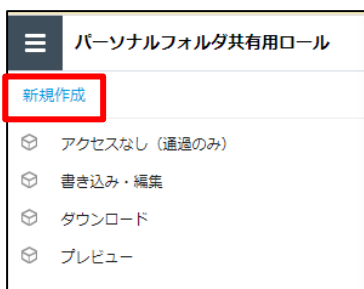 パーソナルフォルダ共有用ロール
新規作成
アクセスなし（通過のみ）
書き込み・編集
ダウンロード
プレビュー